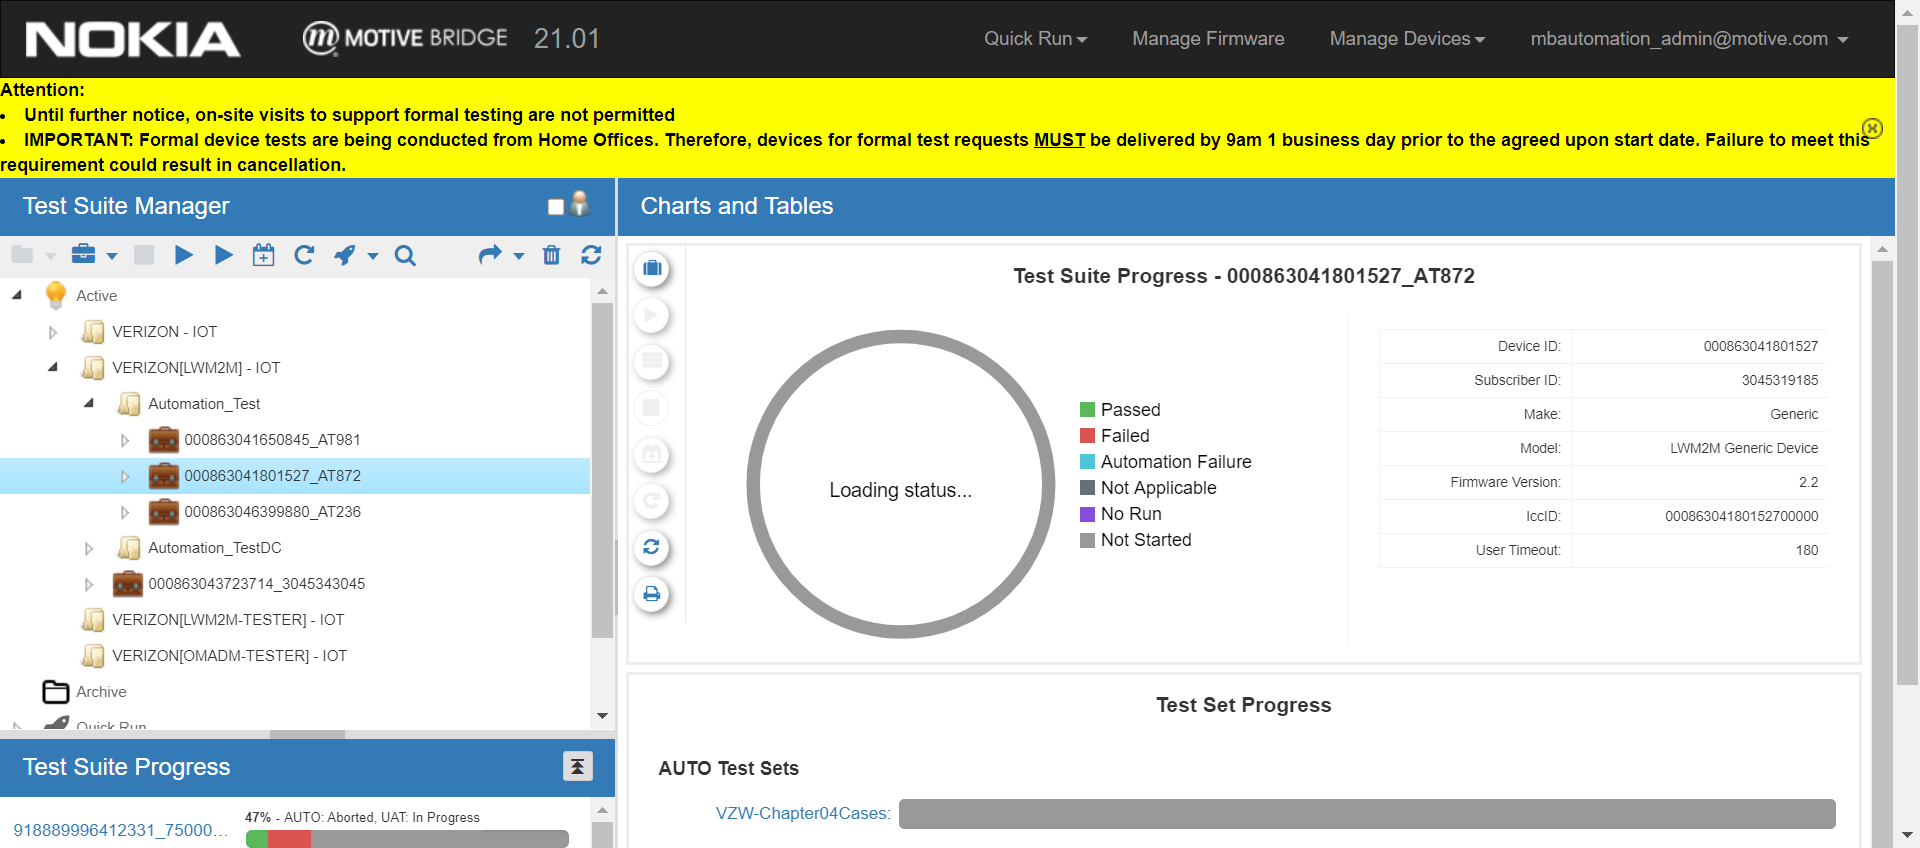 NOKIA
m MOTIVE BRIDGE 21.01
Quick Run
Manage Firmware
Manage Devices
mbautomation_admin@motive.com
Attention:
• Until further notice, on-site visits to support formal testing are not permitted
• IMPORTANT: Formal device tests are being conducted from Home Offices. Therefore, devices for formal test requests MUST be delivered by 9am 1 business day prior to the agreed upon start date. Failure to meet this
requirement could result in cancellation.
Test Suite Manager
Active
VERIZON - IOT
VERIZON[LWM2M] - IOT
Automation_Test
000863041650845_AT981
000863041801527_AT872
000863046399880_AT236
Automation_TestDC
000863043723714_3045343045
VERIZON[LWM2M-TESTER] - IOT
VERIZON[OMADM-TESTER] - IOT
Archive
Quick Run
Test Suite Progress
918889996412331_75000...
47% - AUTO: Aborted, UAT: In Progress
Charts and Tables
Test Suite Progress - 000863041801527_AT872
Loading status...
Passed
Failed
Automation Failure
Not Applicable
No Run
Not Started
Device ID: 000863041801527
Subscriber ID: 3045319185
Make: Generic
Model: LWM2M Generic Device
Firmware Version: 2.2
IccID: 00086304180152700000
User Timeout: 180
Test Set Progress
AUTO Test Sets
VZW-Chapter04Cases: